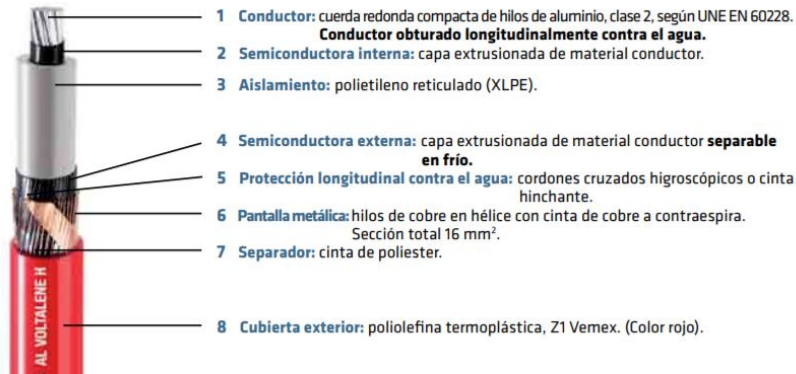 1 Conductor: cuerda redonda compacta de hilos de aluminio, clase 2, según UNE EN 60228.
Conductor obturado longitudinalmente contra el agua.
2 Semiconductora interna: capa extrusionada de material conductor.
3 Aislamiento: polietileno reticulado (XLPE).
4 Semiconductora externa: capa extrusionada de material conductor separable
en frío.
5 Protección longitudinal contra el agua: cordones cruzados higroscópicos o cinta
hinchante.
6 Pantalla metálica: hilos de cobre en hélice con cinta de cobre a contraespira.
Sección total 16 mm².
7 Separador: cinta de poliester.
8 Cubierta exterior: poliolefina termoplástica, Z1 Vemex. (Color rojo).
AL VOLTALENE H